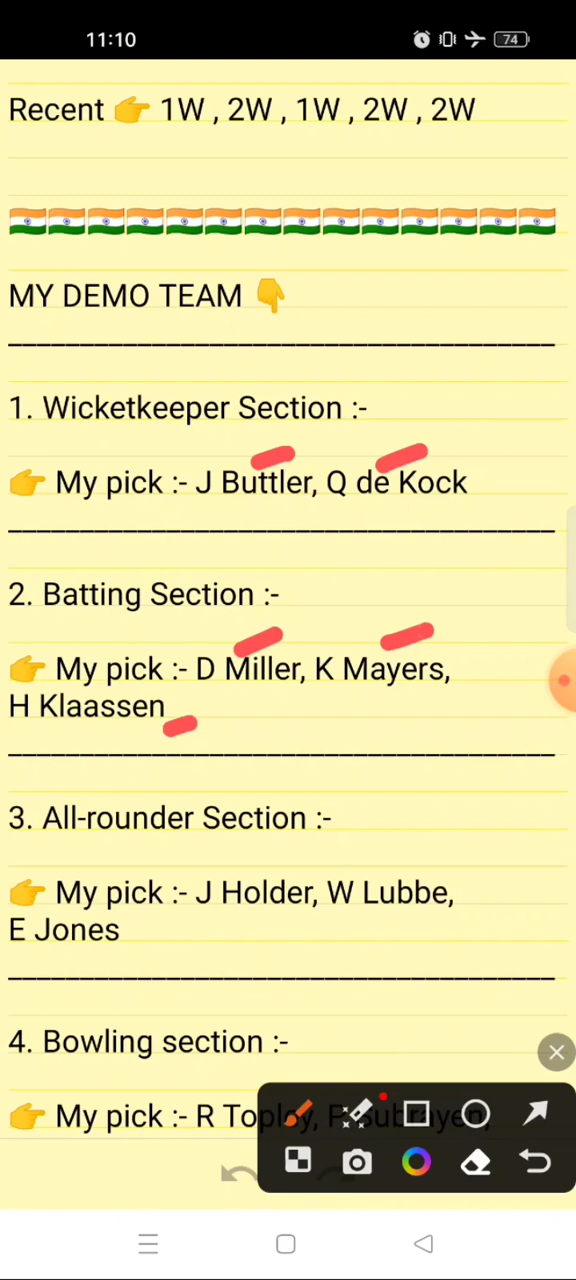 11:10
74
Recent 👉 1W , 2W , 1W , 2W , 2W
MY DEMO TEAM 👇
1. Wicketkeeper Section :-
👉 My pick :- J Buttler, Q de Kock
2. Batting Section :-
👉 My pick :- D Miller, K Mayers,
H Klaassen
3. All-rounder Section :-
👉 My pick :- J Holder, W Lubbe,
E Jones
4. Bowling section :-
👉 My pick :- R Topley, P Subrayen,